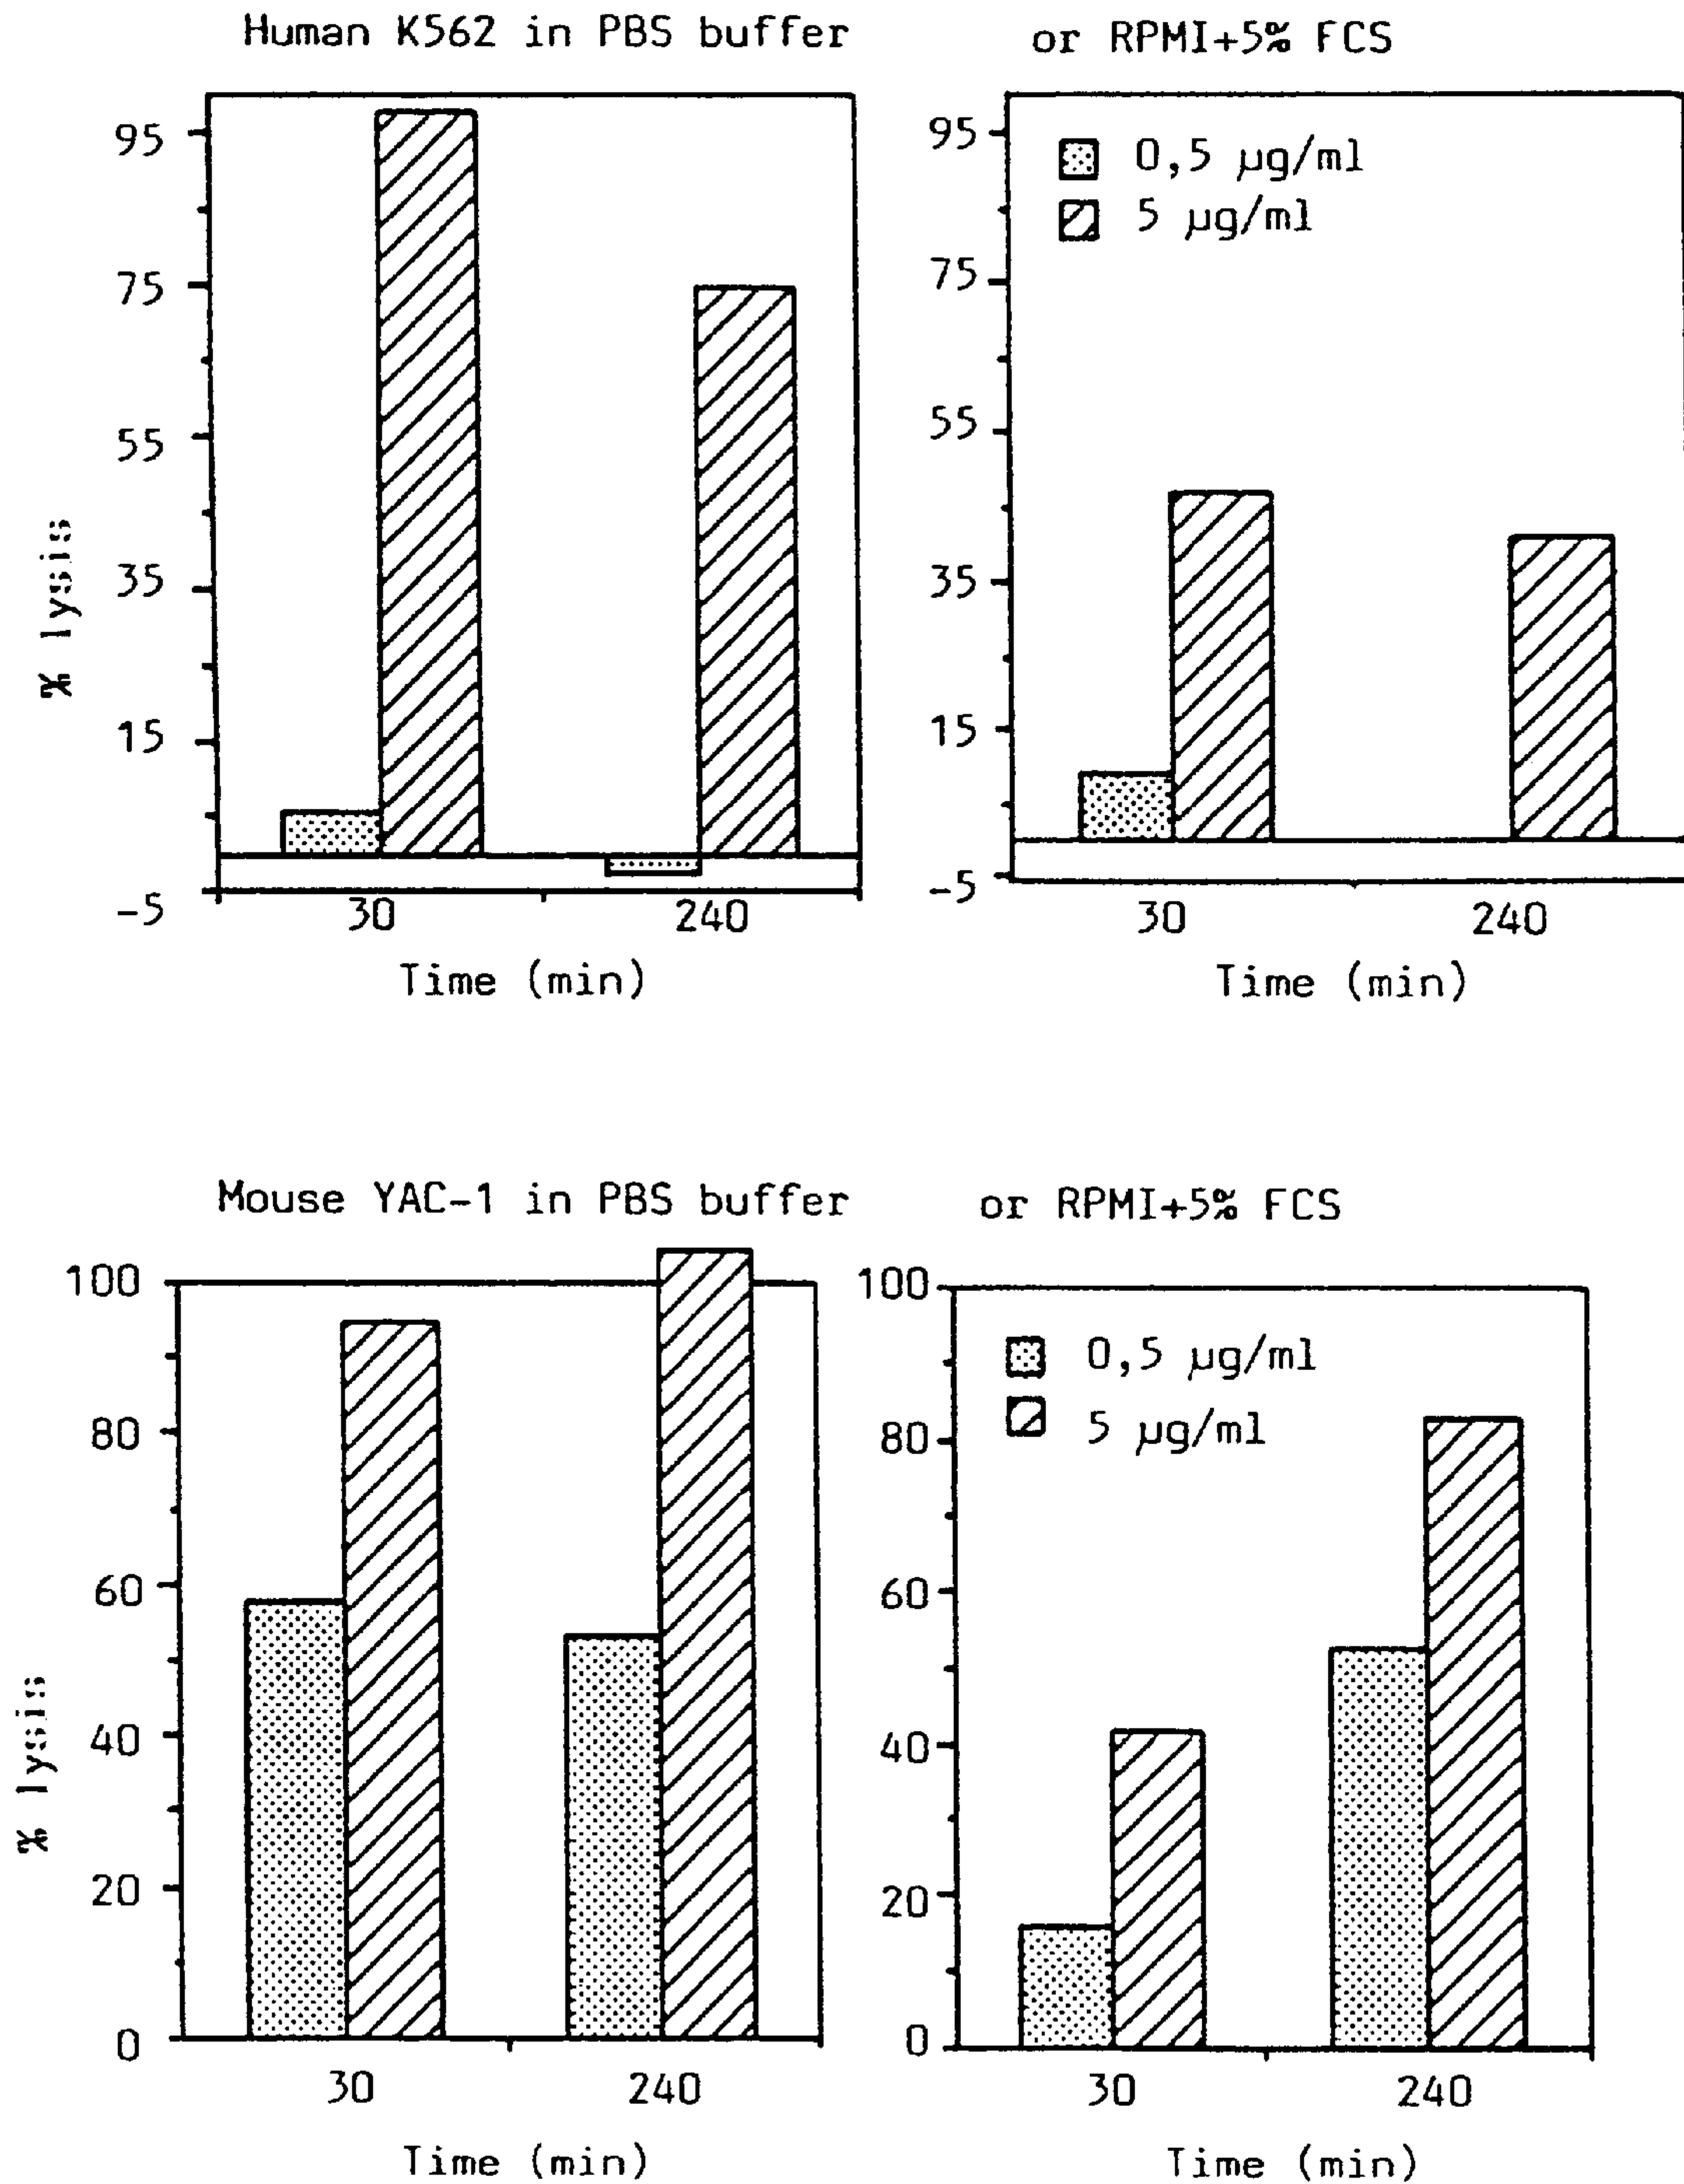 Human K562 in PBS buffer
or RPMI+5% FCS
95
75
55
35
15
-5
% lysis
30
240
Time (min)
95
75
55
35
15
-5
0,5 µg/ml
5 µg/ml
30
240
Time (min)
Mouse YAC-1 in PBS buffer
or RPMI+5% FCS
100
80
60
40
20
0
% lysis
30
240
Time (min)
100
80
60
40
20
0
0,5 µg/ml
5 µg/ml
30
240
Time (min)